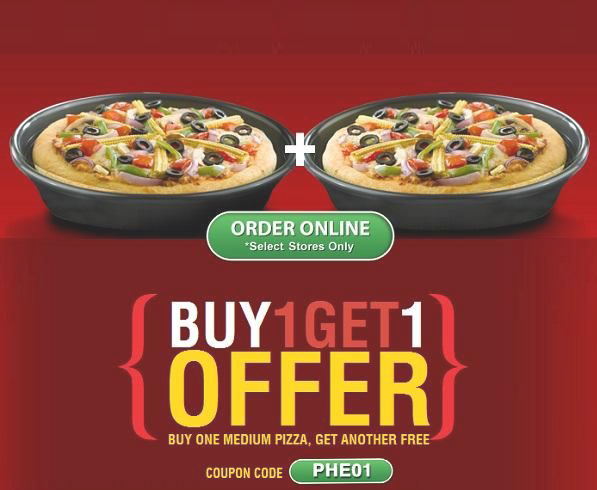 +
ORDER ONLINE
*Select Stores Only
BUY1GET1
OFFER
BUY ONE MEDIUM PIZZA, GET ANOTHER FREE
COUPON CODE PHE01